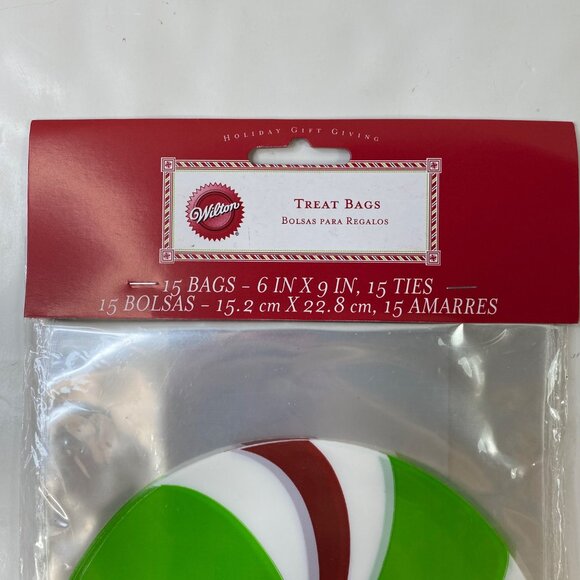 HOLIDAY GIFT GIVING
Wilton
TREAT BAGS
BOLSAS PARA REGALOS
15 BAGS – 6 IN X 9 IN, 15 TIES
15 BOLSAS – 15.2 cm X 22.8 cm, 15 AMARRES